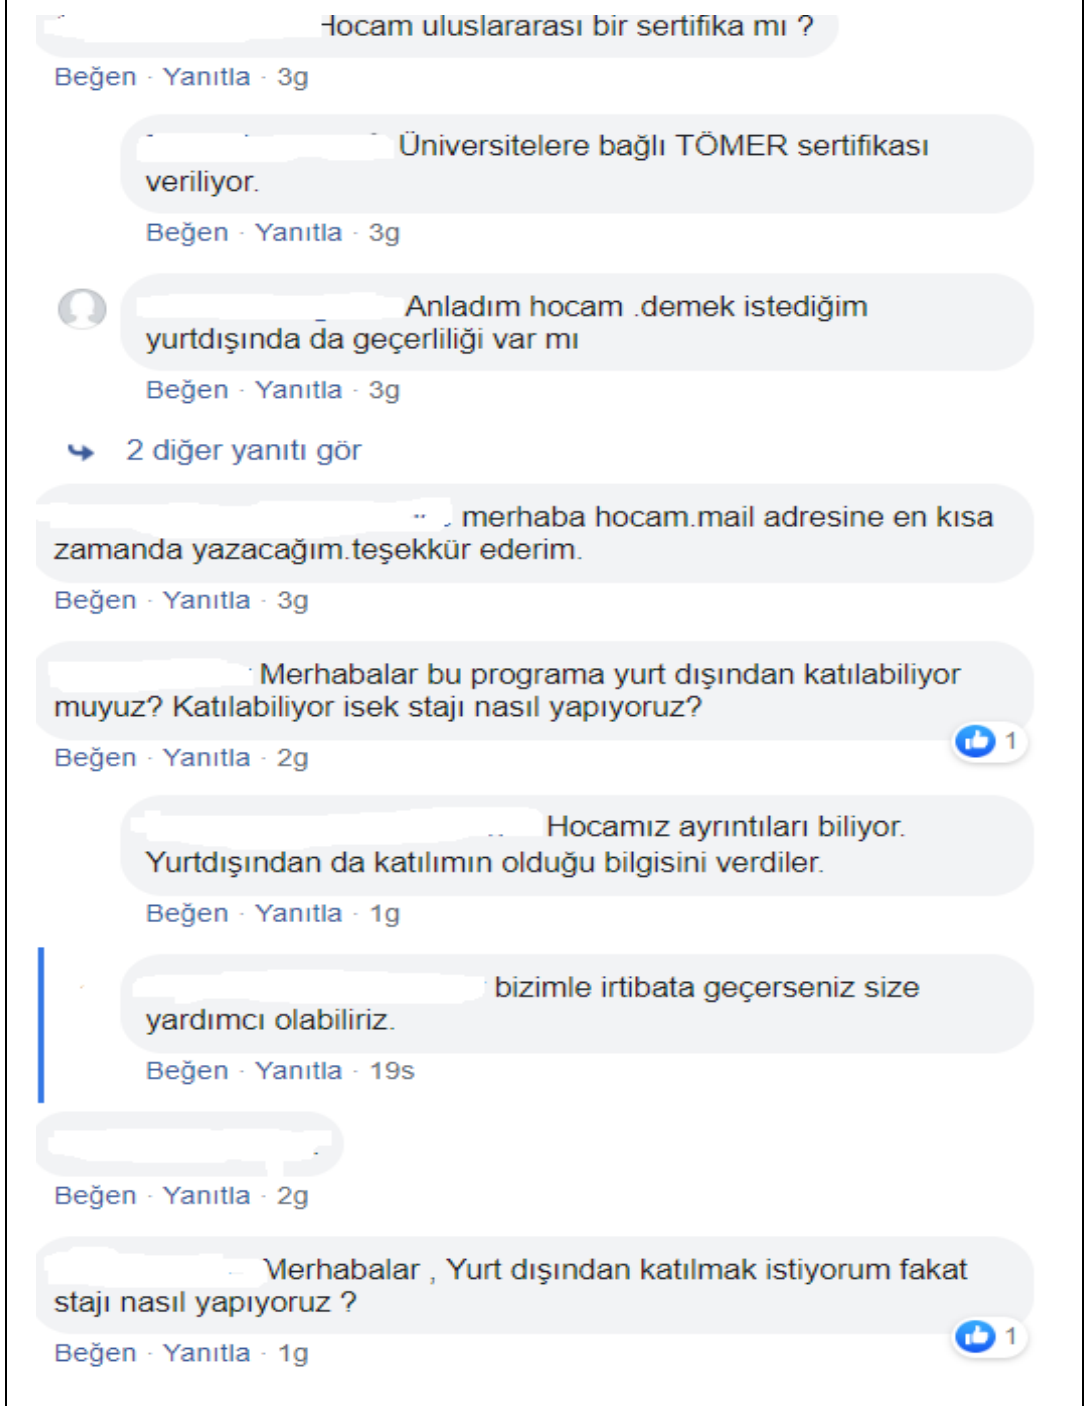 Hocam uluslararası bir sertifika mı ?
Beğen · Yanıtla · 3g
Üniversitelere bağlı TÖMER sertifikası
veriliyor.
Beğen · Yanıtla · 3g
Anladım hocam .demek istediğim
yurtdışında da geçerliliği var mı
Beğen · Yanıtla · 3g
2 diğer yanıtı gör
merhaba hocam.mail adresine en kısa
zamanda yazacağım.teşekkür ederim.
Beğen · Yanıtla · 3g
Merhabalar bu programa yurt dışından katılabiliyor
muyuz? Katılabiliyor isek stajı nasıl yapıyoruz?
1
Beğen · Yanıtla · 2g
Hocamız ayrıntıları biliyor.
Yurtdışından da katılımın olduğu bilgisini verdiler.
Beğen · Yanıtla · 1g
bizimle irtibata geçerseniz size
yardımcı olabiliriz.
Beğen · Yanıtla · 19s
Beğen · Yanıtla · 2g
Merhabalar , Yurt dışından katılmak istiyorum fakat
stajı nasıl yapıyoruz ?
1
Beğen · Yanıtla · 1g